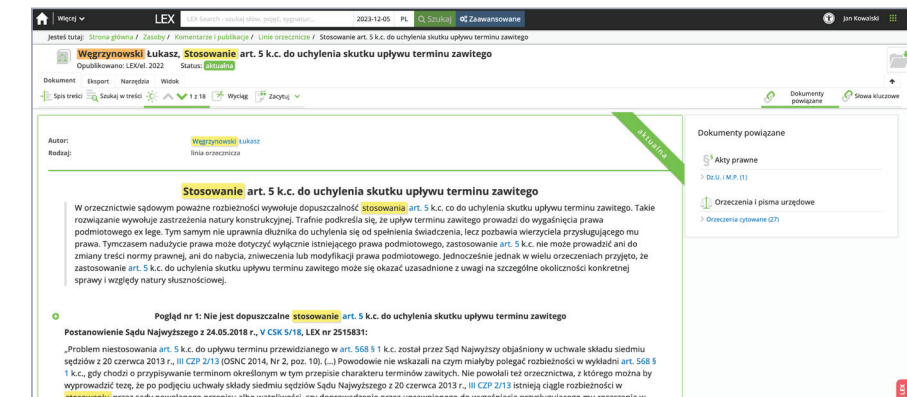 Więcej LEX LEX Search - szukaj słów, pojęć, sygnatur... 2023-12-05 PL Szukaj Zaawansowane Jan Kowalski
Jesteś tutaj: Strona główna / Zasoby / Komentarze i publikacje / Linie orzecznicze / Stosowanie art. 5 k.c. do uchylenia skutku upływu terminu zawitego
Węgrzynowski Łukasz, Stosowanie art. 5 k.c. do uchylenia skutku upływu terminu zawitego
Opublikowano: LEX/el. 2022 Status: aktualna
Dokument Eksport Narzędzia Widok
Spis treści Szukaj w treści 1 z 18 Wyciąg Zacytuj Dokumenty powiązane Słowa kluczowe
aktualna
Autor: Węgrzynowski Łukasz
Rodzaj: linia orzecznicza
Stosowanie art. 5 k.c. do uchylenia skutku upływu terminu zawitego
W orzecznictwie sądowym poważne rozbieżności wywołuje dopuszczalność stosowania art. 5 k.c. co do uchylenia skutku upływu terminu zawitego. Takie
rozwiązanie wywołuje zastrzeżenia natury konstrukcyjnej. Trafnie podkreśla się, że upływ terminu zawitego prowadzi do wygaśnięcia prawa
podmiotowego ex lege. Tym samym nie uprawnia dłużnika do uchylenia się od spełnienia świadczenia, lecz pozbawia wierzyciela przysługującego mu
prawa. Tymczasem nadużycie prawa może dotyczyć wyłącznie istniejącego prawa podmiotowego, zastosowanie art. 5 k.c. nie może prowadzić ani do
zmiany treści normy prawnej, ani do nabycia, zniweczenia lub modyfikacji prawa podmiotowego. Jednocześnie jednak w wielu orzeczeniach przyjęto, że
zastosowanie art. 5 k.c. do uchylenia skutku upływu terminu zawitego może się okazać uzasadnione z uwagi na szczególne okoliczności konkretnej
sprawy i względy natury słusznościowej.
Pogląd nr 1: Nie jest dopuszczalne stosowanie art. 5 k.c. do uchylenia skutku upływu terminu zawitego
Postanowienie Sądu Najwyższego z 24.05.2018 r., V CSK 5/18, LEX nr 2515831:
„Problem niestosowania art. 5 k.c. do upływu terminu przewidzianego w art. 568 § 1 k.c. został przez Sąd Najwyższy objaśniony w uchwale składu siedmiu
sędziów z 20 czerwca 2013 r., III CZP 2/13 (OSNC 2014, Nr 2, poz. 10). (...) Powodowie nie wskazali na czym miałyby polegać rozbieżności w wykładni art. 568 §
1 k.c., gdy chodzi o przypisywanie terminom określonym w tym przepisie charakteru terminów zawitych. Nie powołali też orzecznictwa, z którego można by
wyprowadzić tezę, że po podjęciu uchwały składy siedmiu sędziów Sądu Najwyższego z 20 czerwca 2013 r., III CZP 2/13 istnieją ciągle rozbieżności w
Dokumenty powiązane
Akty prawne
Dz.U. i M.P. (1)
Orzeczenia i pisma urzędowe
Orzeczenia cytowane (27)
LEX